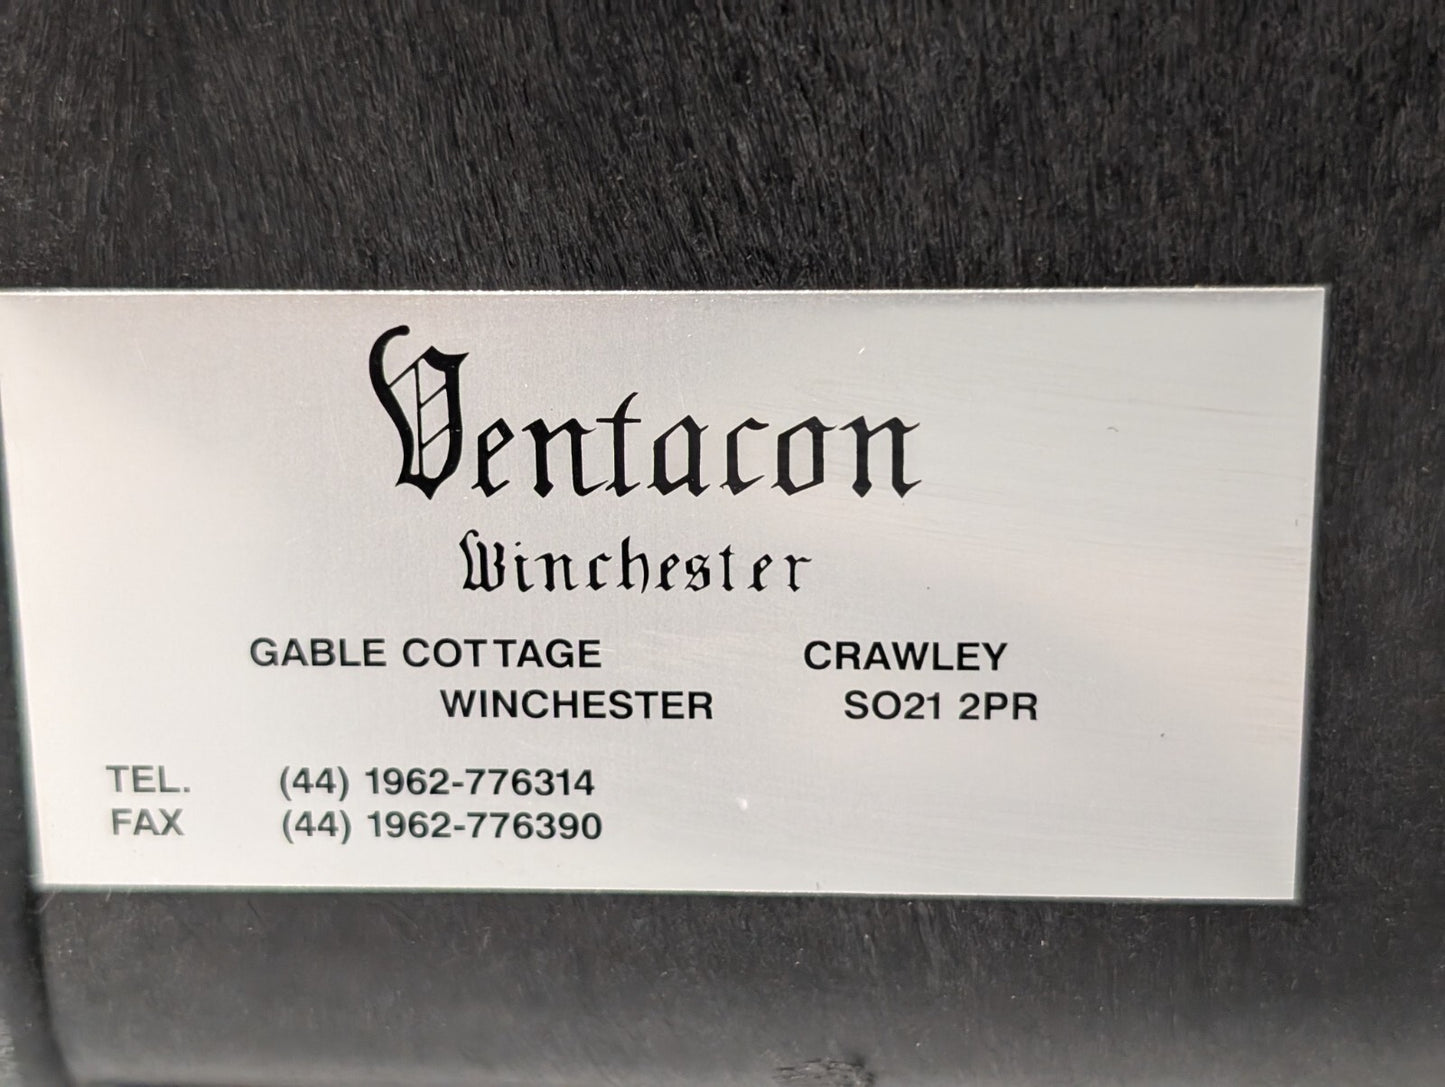 Ventacon
Winchester
GABLE COTTAGE CRAWLEY
WINCHESTER SO21 2PR
TEL. (44) 1962-776314
FAX (44) 1962-776390